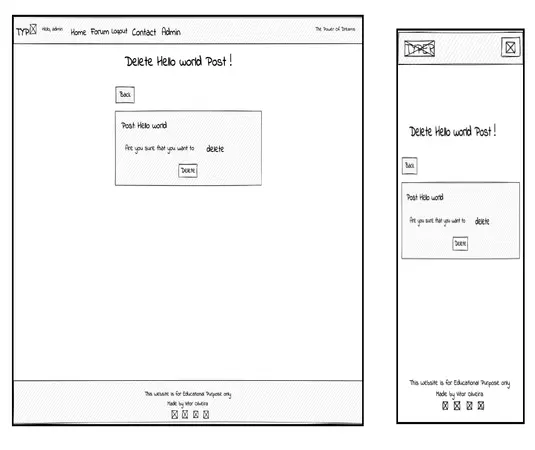 TYP
Hello, admin
Home Forum Logout Contact Admin
The Power of Dreams
Delete Hello world Post !
Back
Post Hello world
Are you sure that you want to delete
Delete
This website is for Educational Purpose only
Made by Vitor oliveira
Delete Hello world Post !
Back
Post Hello world
Are you sure that you want to delete
Delete
This website is for Educational Purpose only
Made by Vitor oliveira